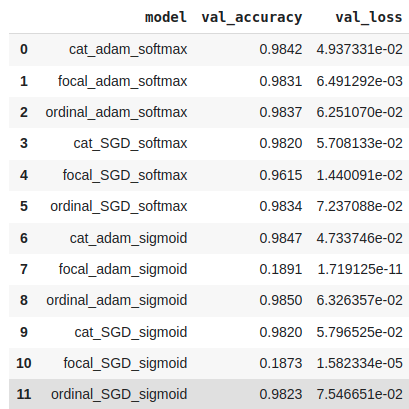 model val_accuracy val_loss
0 cat_adam_softmax 0.9842 4.937331e-02
1 focal_adam_softmax 0.9831 6.491292e-03
2 ordinal_adam_softmax 0.9837 6.251070e-02
3 cat_SGD_softmax 0.9820 5.708133e-02
4 focal_SGD_softmax 0.9615 1.440091e-02
5 ordinal_SGD_softmax 0.9834 7.237088e-02
6 cat_adam_sigmoid 0.9847 4.733746e-02
7 focal_adam_sigmoid 0.1891 1.719125e-11
8 ordinal_adam_sigmoid 0.9850 6.326357e-02
9 cat_SGD_sigmoid 0.9820 5.796525e-02
10 focal_SGD_sigmoid 0.1873 1.582334e-05
11 ordinal_SGD_sigmoid 0.9823 7.546651e-02